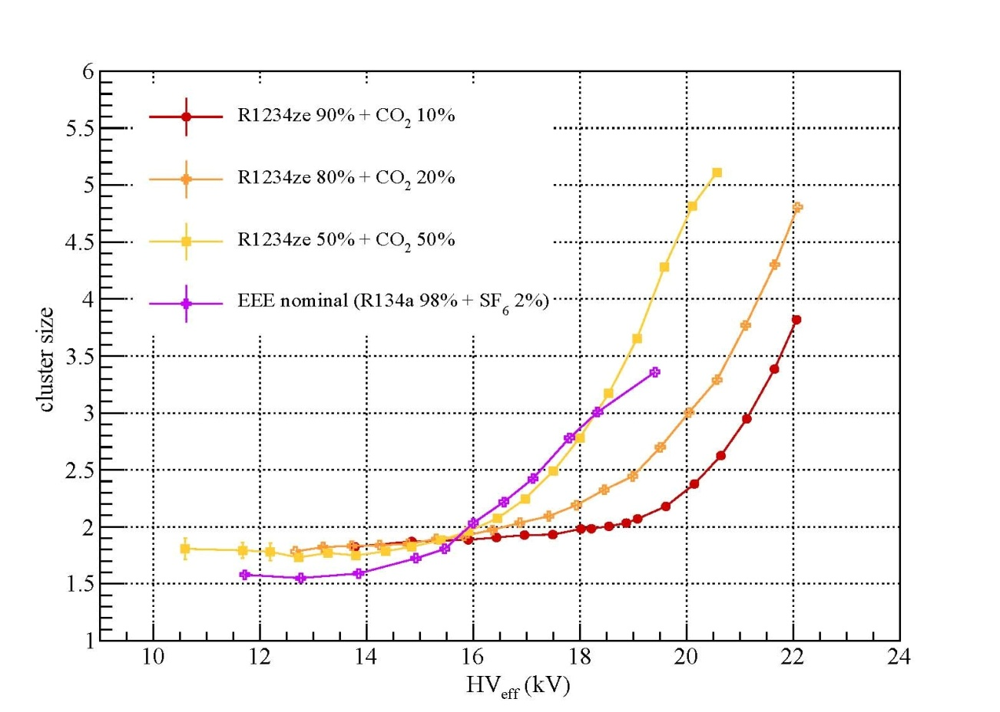 6
5.5
5
4.5
4
3.5
3
2.5
2
1.5
1
cluster size
R1234ze 90% + CO2 10%
R1234ze 80% + CO2 20%
R1234ze 50% + CO2 50%
EEE nominal (R134a 98% + SF6 2%)
10 12 14 16 18 20 22 24
HVeff (kV)